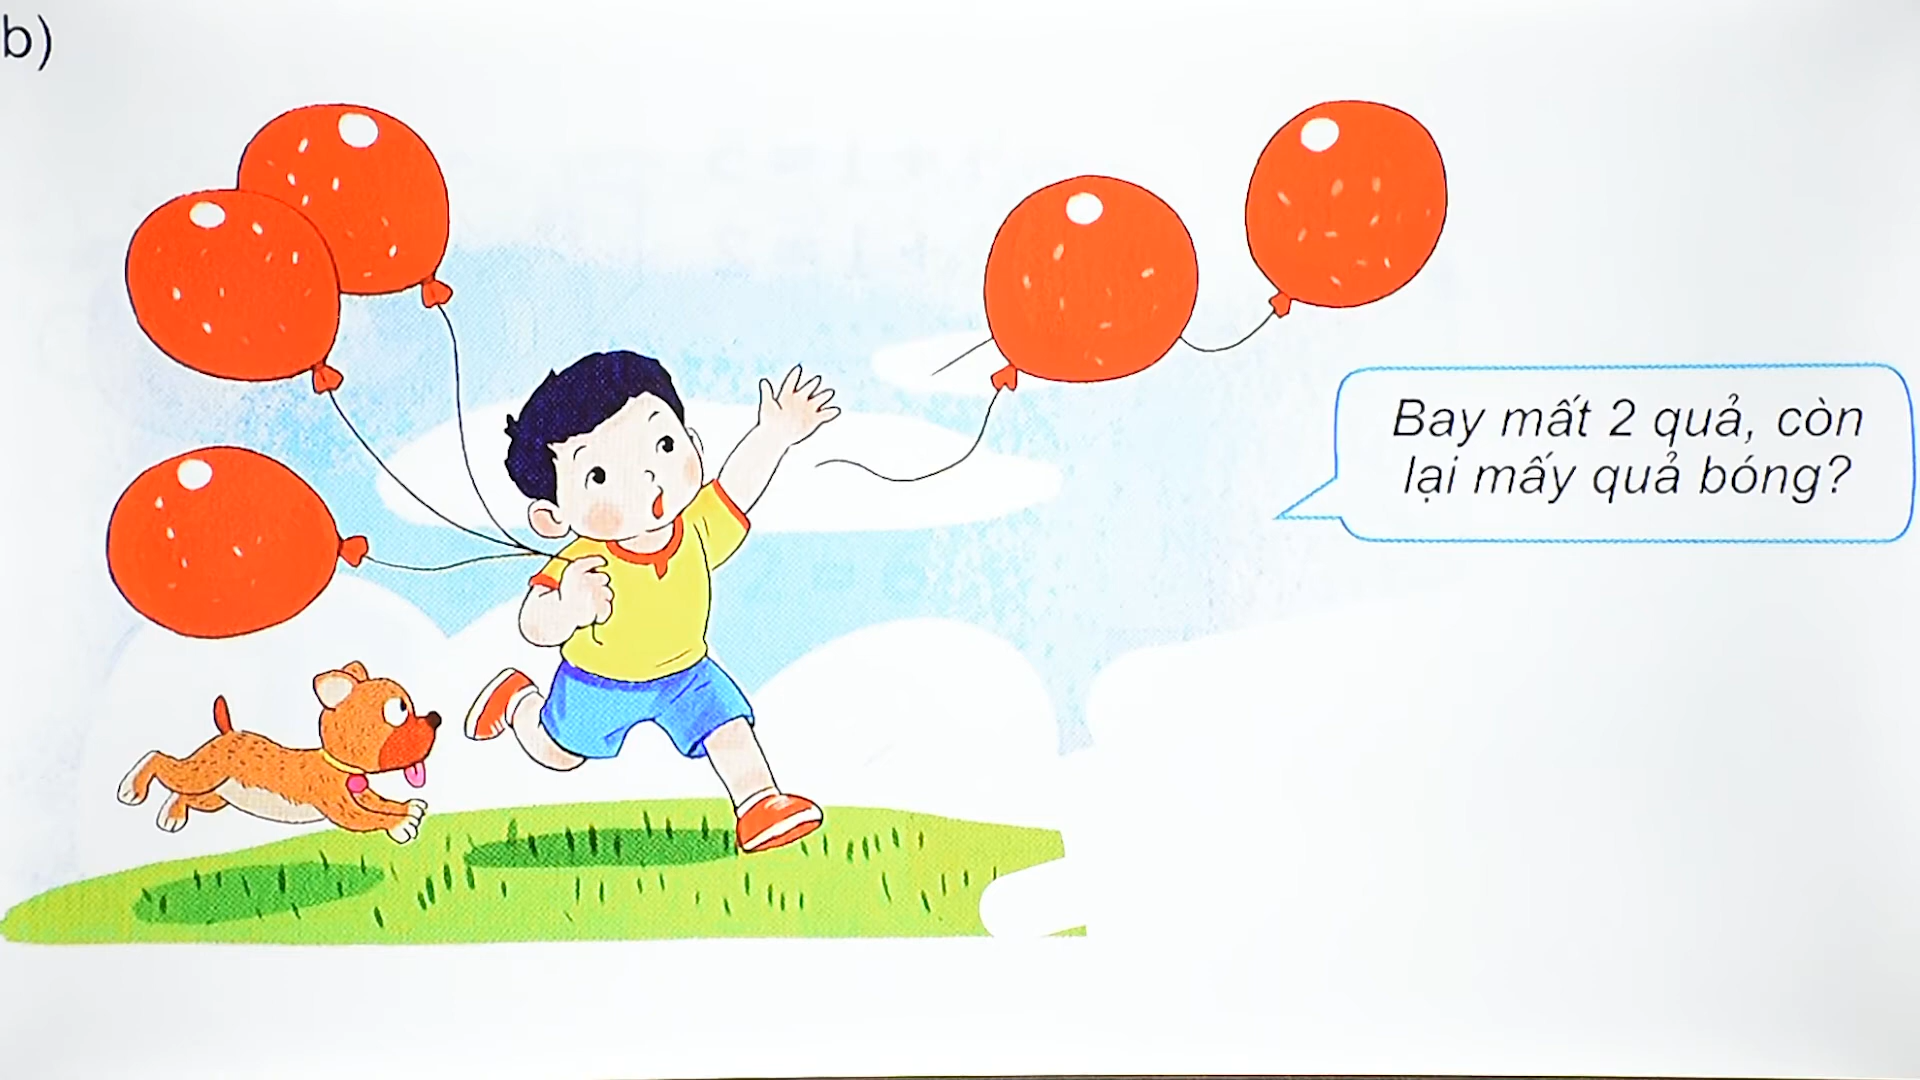 b)
Bay mất 2 quả, còn
lại mấy quả bóng?